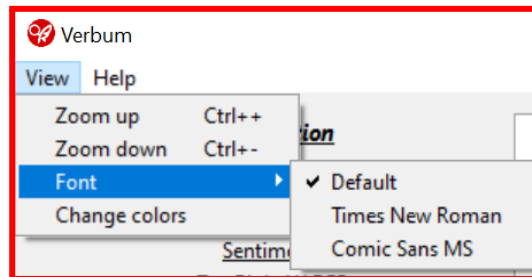 Verbum
View Help
Zoom up Ctrl++
Zoom down Ctrl+-
Font
Change colors
Default
Times New Roman
Comic Sans MS